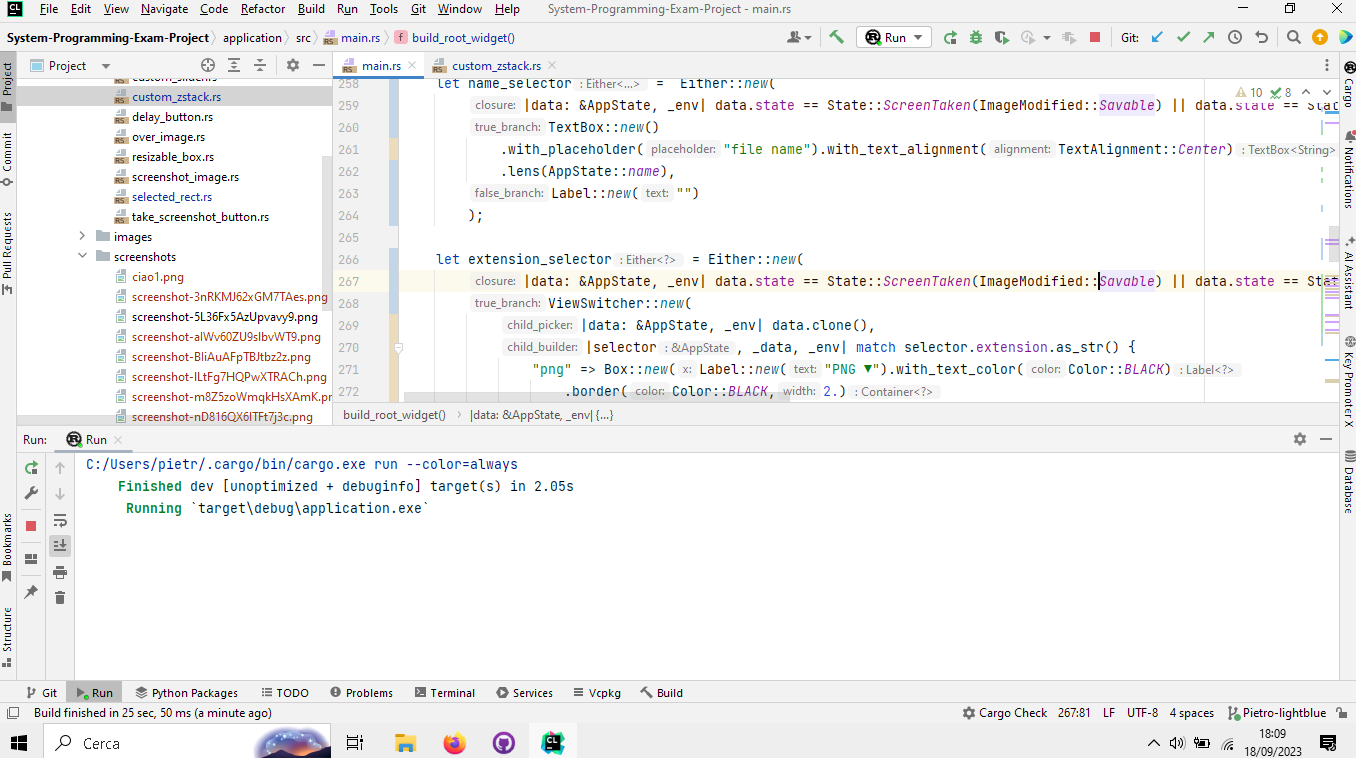 File Edit View Navigate Code Refactor Build Run Tools Git Window Help System-Programming-Exam-Project - main.rs
System-Programming-Exam-Project application src main.rs build_root_widget() Run Git:
Project main.rs custom_zstack.rs
custom_zstack.rs
delay_button.rs
over_image.rs
resizable_box.rs
screenshot_image.rs
selected_rect.rs
take_screenshot_button.rs
images
screenshots
ciao1.png
screenshot-3nRKMJ62xGM7TAes.png
screenshot-5L36Fx5AzUpvavy9.png
screenshot-BliAuAFpTBJtbz2z.png
screenshot-m8Z5zoWmqkHsXAmK.pr
258 let name_selector : Either<...> = Either::new(
259 closure: |data: &AppState, _env| data.state == State::ScreenTaken(ImageModified::Savable) || data.state == Stat
260 true_branch: TextBox::new()
261 .with_placeholder( placeholder: "file name").with_text_alignment( alignment: TextAlignment::Center) : TextBox<String>
262 .lens(AppState::name),
263 false_branch: Label::new( text: "")
264 );
265
266 let extension_selector : Either<?> = Either::new(
267 closure: |data: &AppState, _env| data.state == State::ScreenTaken(ImageModified::Savable) || data.state == Stat
268 true_branch: ViewSwitcher::new(
269 child_picker: |data: &AppState, _env| data.clone(),
270 child_builder: |selector : &AppState , _data, _env| match selector.extension.as_str() {
271 "png" => Box::new( x: Label::new( text: "PNG ▼").with_text_color( color: Color::BLACK) : Label<?>
272 .border( color: Color::BLACK, width: 2.) : Container<?>
10 8
build_root_widget() |data: &AppState, _env| {...}
Project
Commit
Pull Requests
Bookmarks
Structure
Cargo
Notifications
AI Assistant
Key Promoter X
Database
Run: Run
C:/Users/pietr/.cargo/bin/cargo.exe run --color=always
Finished dev [unoptimized + debuginfo] target(s) in 2.05s
Running `target\debug\application.exe`
Git Run Python Packages TODO Problems Terminal Services Vcpkg Build
Build finished in 25 sec, 50 ms (a minute ago) Cargo Check 267:81 LF UTF-8 4 spaces Pietro-lightblue
Cerca 18:09
18/09/2023